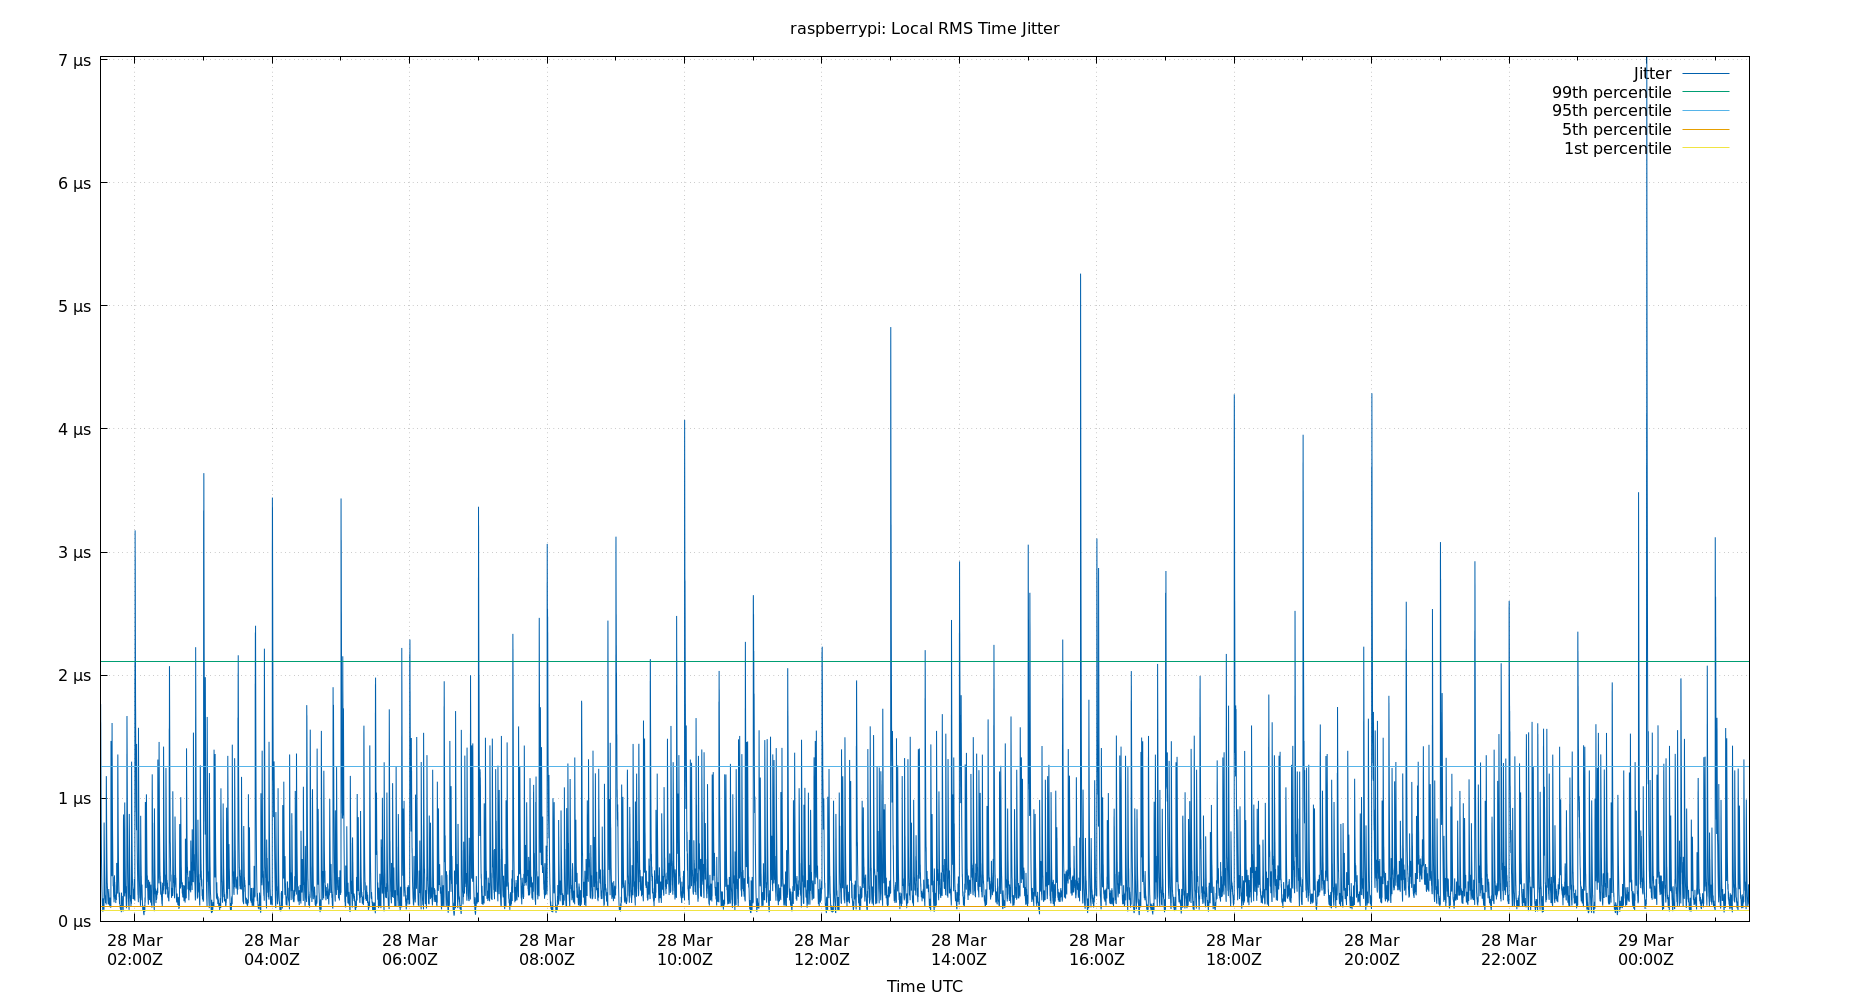 raspberrypi: Local RMS Time Jitter
7 µs
6 µs
5 µs
4 µs
3 µs
2 µs
1 µs
0 µs
Jitter
99th percentile
95th percentile
5th percentile
1st percentile
28 Mar 28 Mar 28 Mar 28 Mar 28 Mar 28 Mar 28 Mar 28 Mar 28 Mar 28 Mar 28 Mar 29 Mar
02:00Z 04:00Z 06:00Z 08:00Z 10:00Z 12:00Z 14:00Z 16:00Z 18:00Z 20:00Z 22:00Z 00:00Z
Time UTC